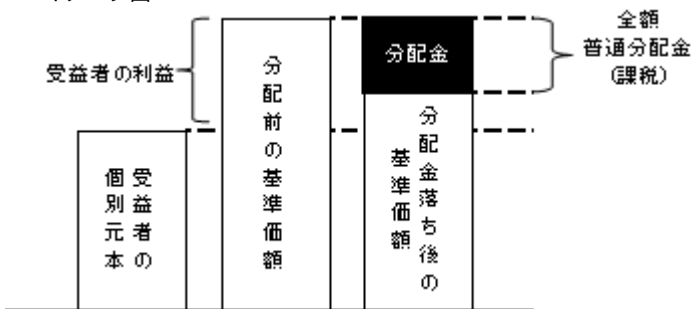 全額
普通分配金
(課税)
受益者の利益
分配前の基準価額
分配金
分配金落ち後の
基準価額
受益者の
個別元本